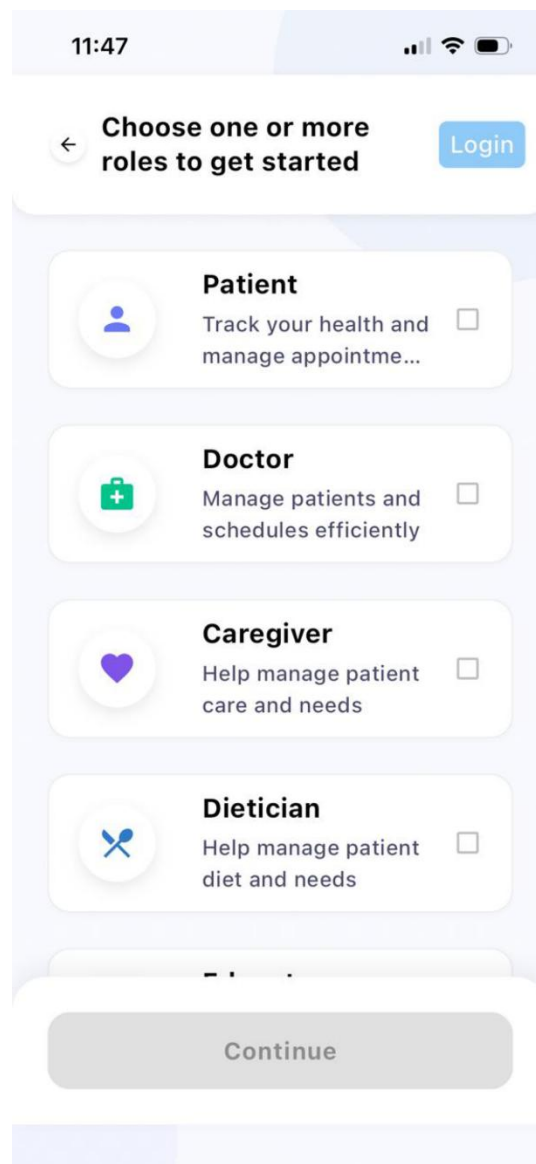 11:47
Choose one or more
roles to get started
Login
Patient
Track your health and
manage appointme...
Doctor
Manage patients and
schedules efficiently
Caregiver
Help manage patient
care and needs
Dietician
Help manage patient
diet and needs
Continue